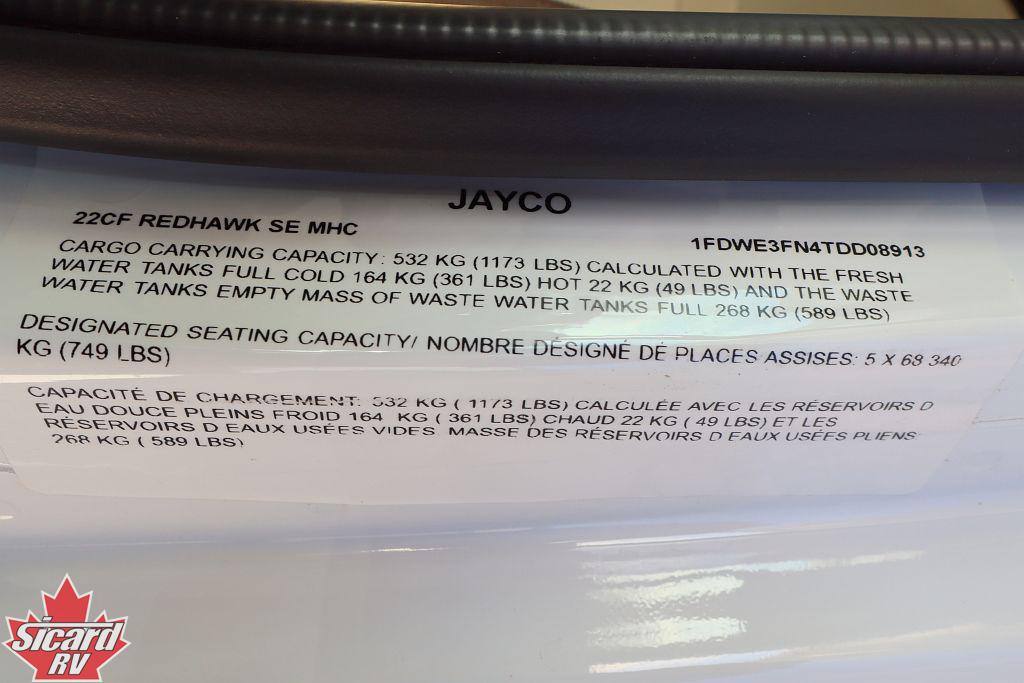 JAYCO
22CF REDHAWK SE MHC 1FDWE3FN4TDD08913
CARGO CARRYING CAPACITY: 532 KG (1173 LBS) CALCULATED WITH THE FRESH
WATER TANKS FULL COLD 164 KG (361 LBS) HOT 22 KG (49 LBS) AND THE WASTE
WATER TANKS EMPTY MASS OF WASTE WATER TANKS FULL 268 KG (589 LBS)
DESIGNATED SEATING CAPACITY/ NOMBRE DÉSIGNÉ DE PLACES ASSISES: 5 X 68 340
KG (749 LBS)
CAPACITÉ DE CHARGEMENT: 532 KG ( 1173 LBS) CALCULÉE AVEC LES RÉSERVOIRS D
EAU DOUCE PLEINS FROID 164 KG ( 361 LBS) CHAUD 22 KG ( 49 LBS) ET LES
RÉSERVOIRS D EAUX USÉES VIDES. MASSE DES RÉSERVOIRS D EAUX USÉES PLIENS:
268 KG ( 589 LBS)
Sicard
RV